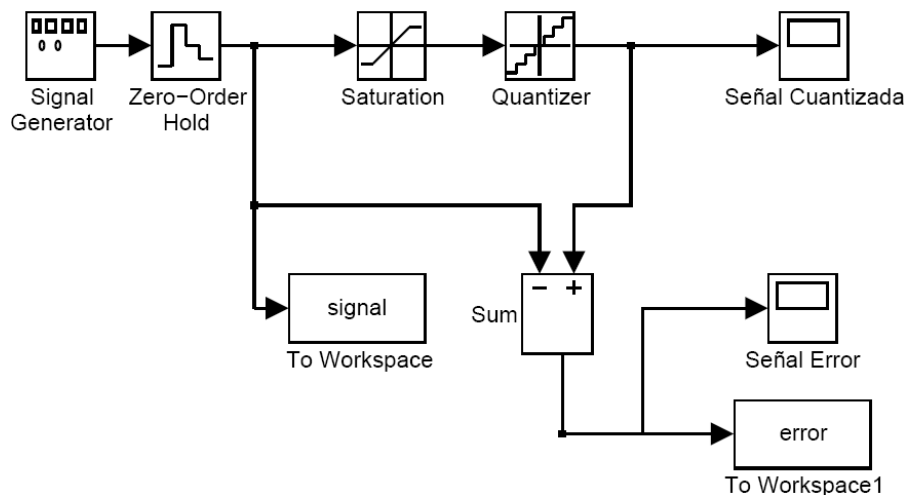 Signal
Generator
Zero−Order
Hold
Saturation
Quantizer
Señal Cuantizada
signal
To Workspace
− +
Sum
Señal Error
error
To Workspace1